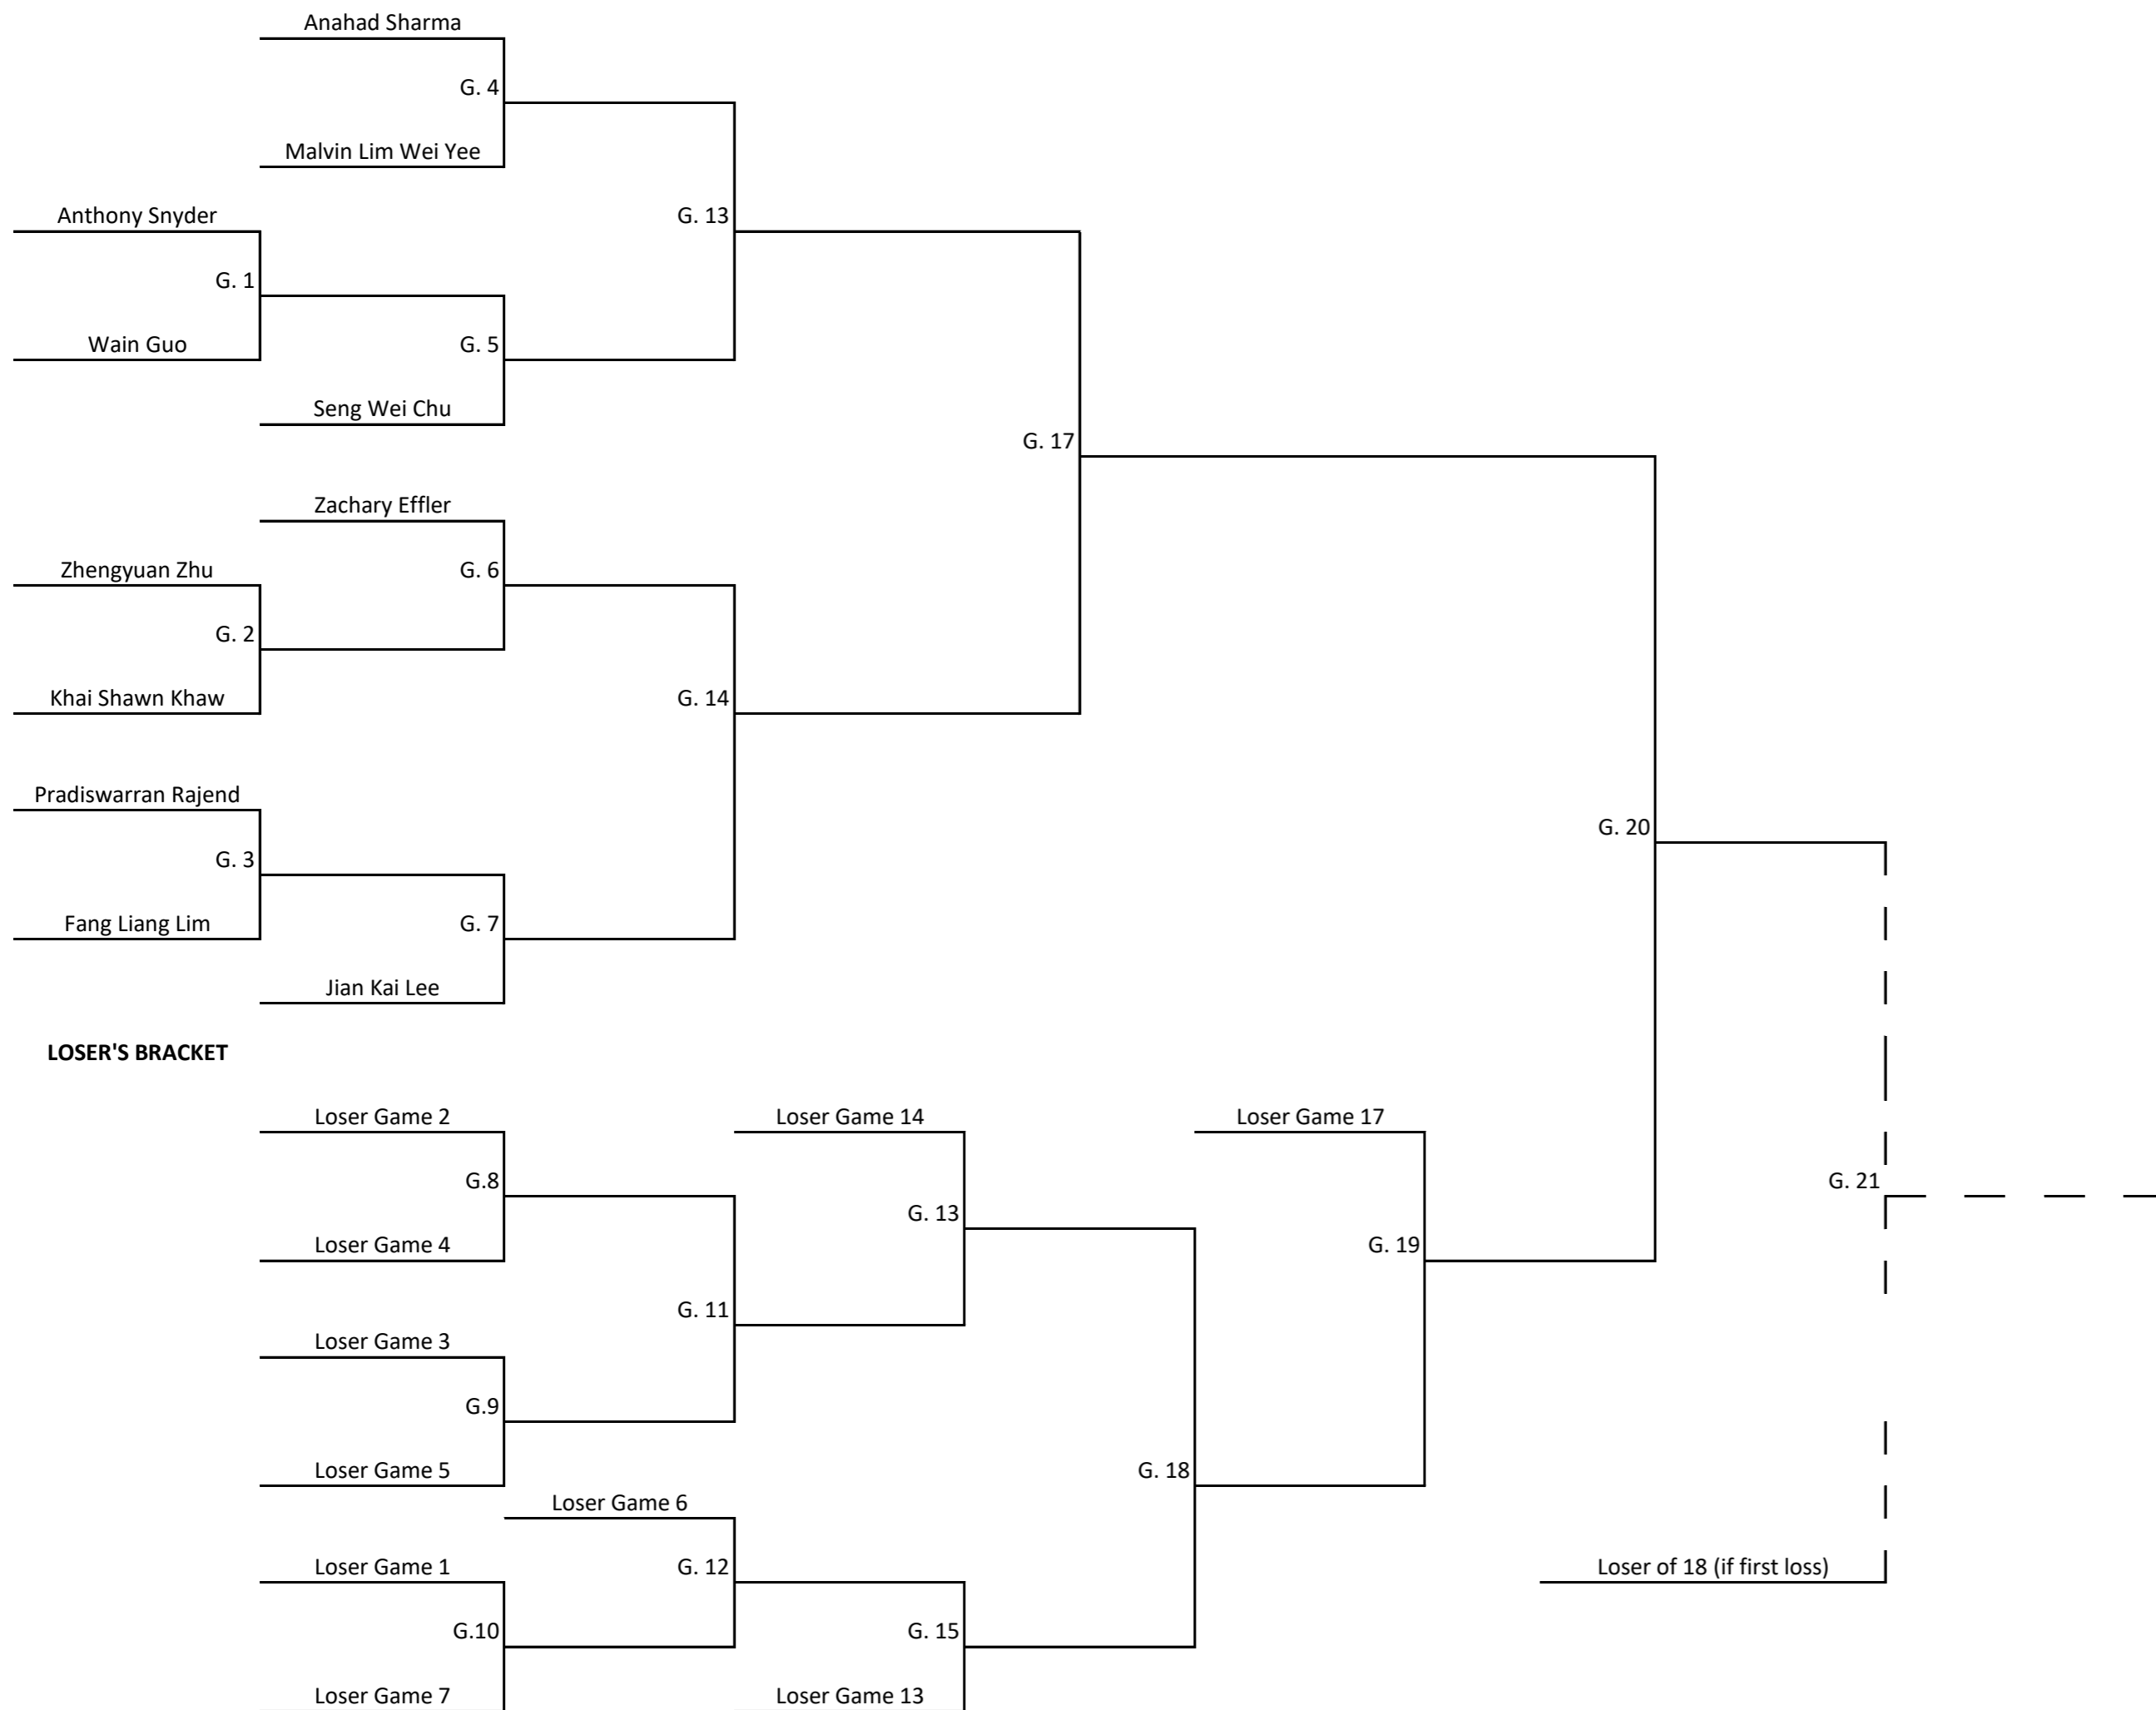 Anahad Sharma
G. 4
Malvin Lim Wei Yee
Anthony Snyder
G. 13
G. 1
Wain Guo
G. 5
Seng Wei Chu
G. 17
Zachary Effler
Zhengyuan Zhu
G. 6
G. 2
Khai Shawn Khaw
G. 14
Pradiswarran Rajend
G. 20
G. 3
Fang Liang Lim
G. 7
Jian Kai Lee
LOSER'S BRACKET
Loser Game 2
Loser Game 14
Loser Game 17
G.8
G. 21
G. 13
Loser Game 4
G. 19
G. 11
Loser Game 3
G.9
Loser Game 5
G. 18
Loser Game 6
Loser Game 1
G. 12
Loser of 18 (if first loss)
G.10
G. 15
Loser Game 7
Loser Game 13